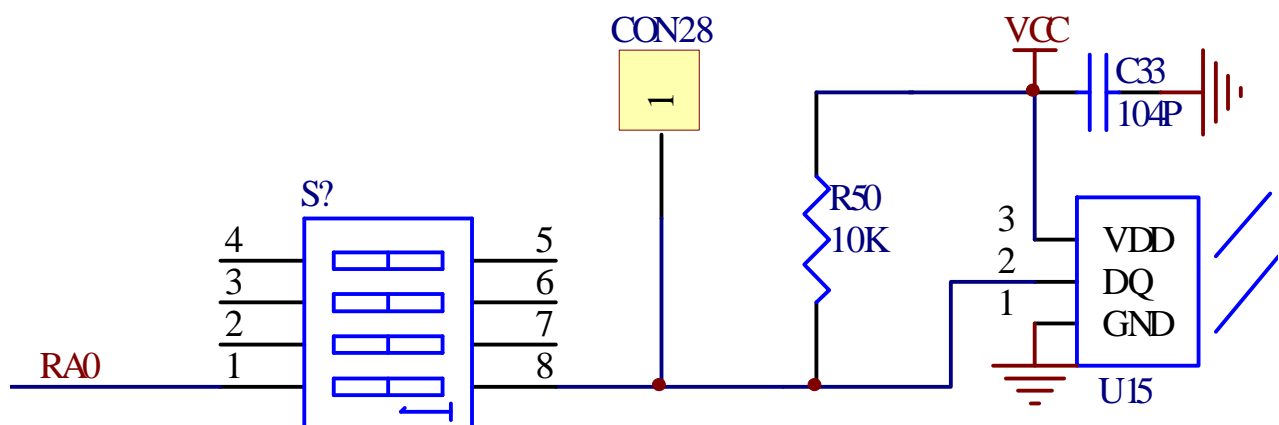 CON28
1
VCC
C33
104P
R50
10K
S?
4
3
2
1
5
6
7
8
RA0
3
2
1
VDD
DQ
GND
U15